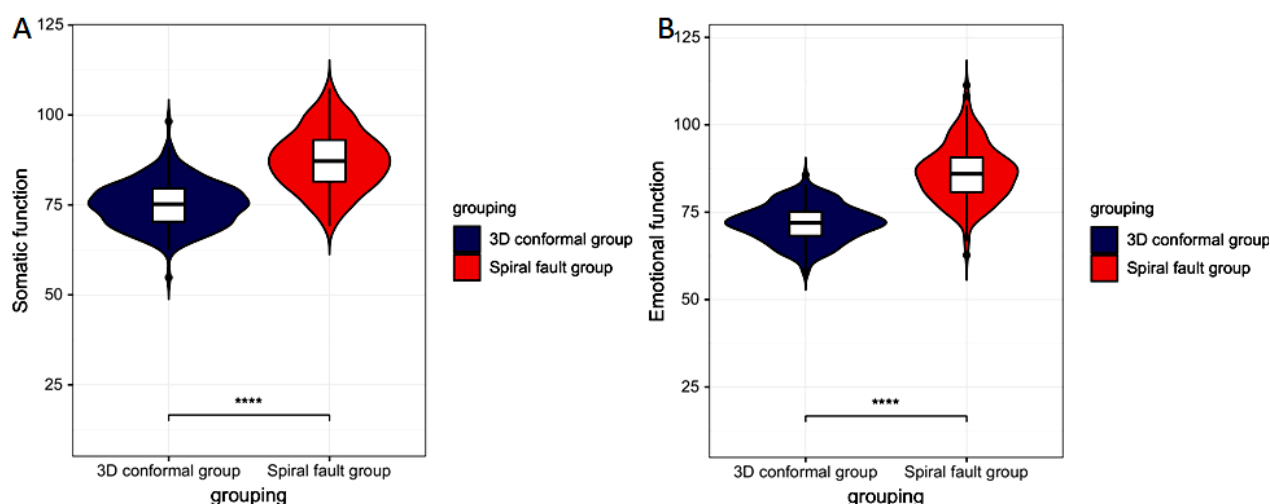 A
125
100
75
50
25
Somatic function
****
3D conformal group Spiral fault group
grouping
grouping
3D conformal group
Spiral fault group
B
125
100
75
50
25
Emotional function
****
3D conformal group Spiral fault group
grouping
grouping
3D conformal group
Spiral fault group